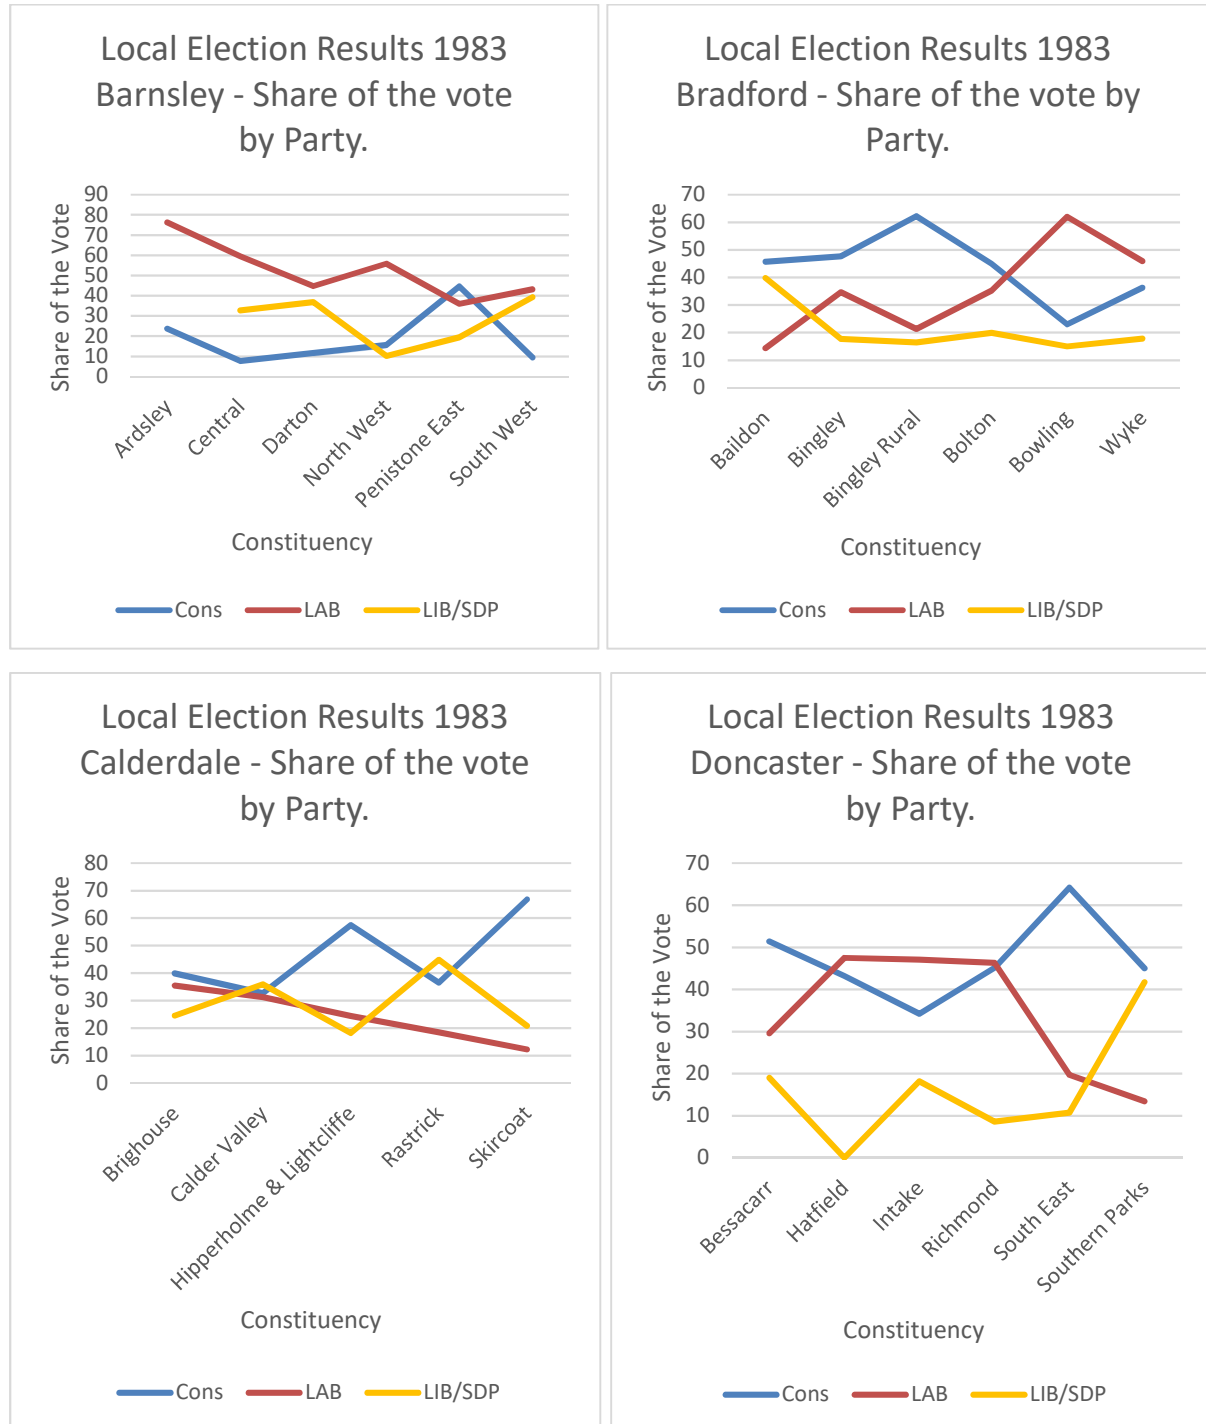 Local Election Results 1983
Barnsley - Share of the vote
by Party.
Share of the Vote
90
80
70
60
50
40
30
20
10
0
Ardsley
Central
Darton
North West
Penistone East
South West
Constituency
Cons LAB LIB/SDP
Local Election Results 1983
Bradford - Share of the vote by
Party.
Share of the Vote
70
60
50
40
30
20
10
0
Baildon
Bingley
Bingley Rural
Bolton
Bowling
Wyke
Constituency
Cons LAB LIB/SDP
Local Election Results 1983
Calderdale - Share of the vote
by Party.
Share of the Vote
80
70
60
50
40
30
20
10
0
Brighouse
Calder Valley
Hipperholme & Lightcliffe
Rastrick
Skircoat
Constituency
Cons LAB LIB/SDP
Local Election Results 1983
Doncaster - Share of the vote
by Party.
Share of the Vote
70
60
50
40
30
20
10
0
Bessacarr
Hatfield
Intake
Richmond
South East
Southern Parks
Constituency
Cons LAB LIB/SDP